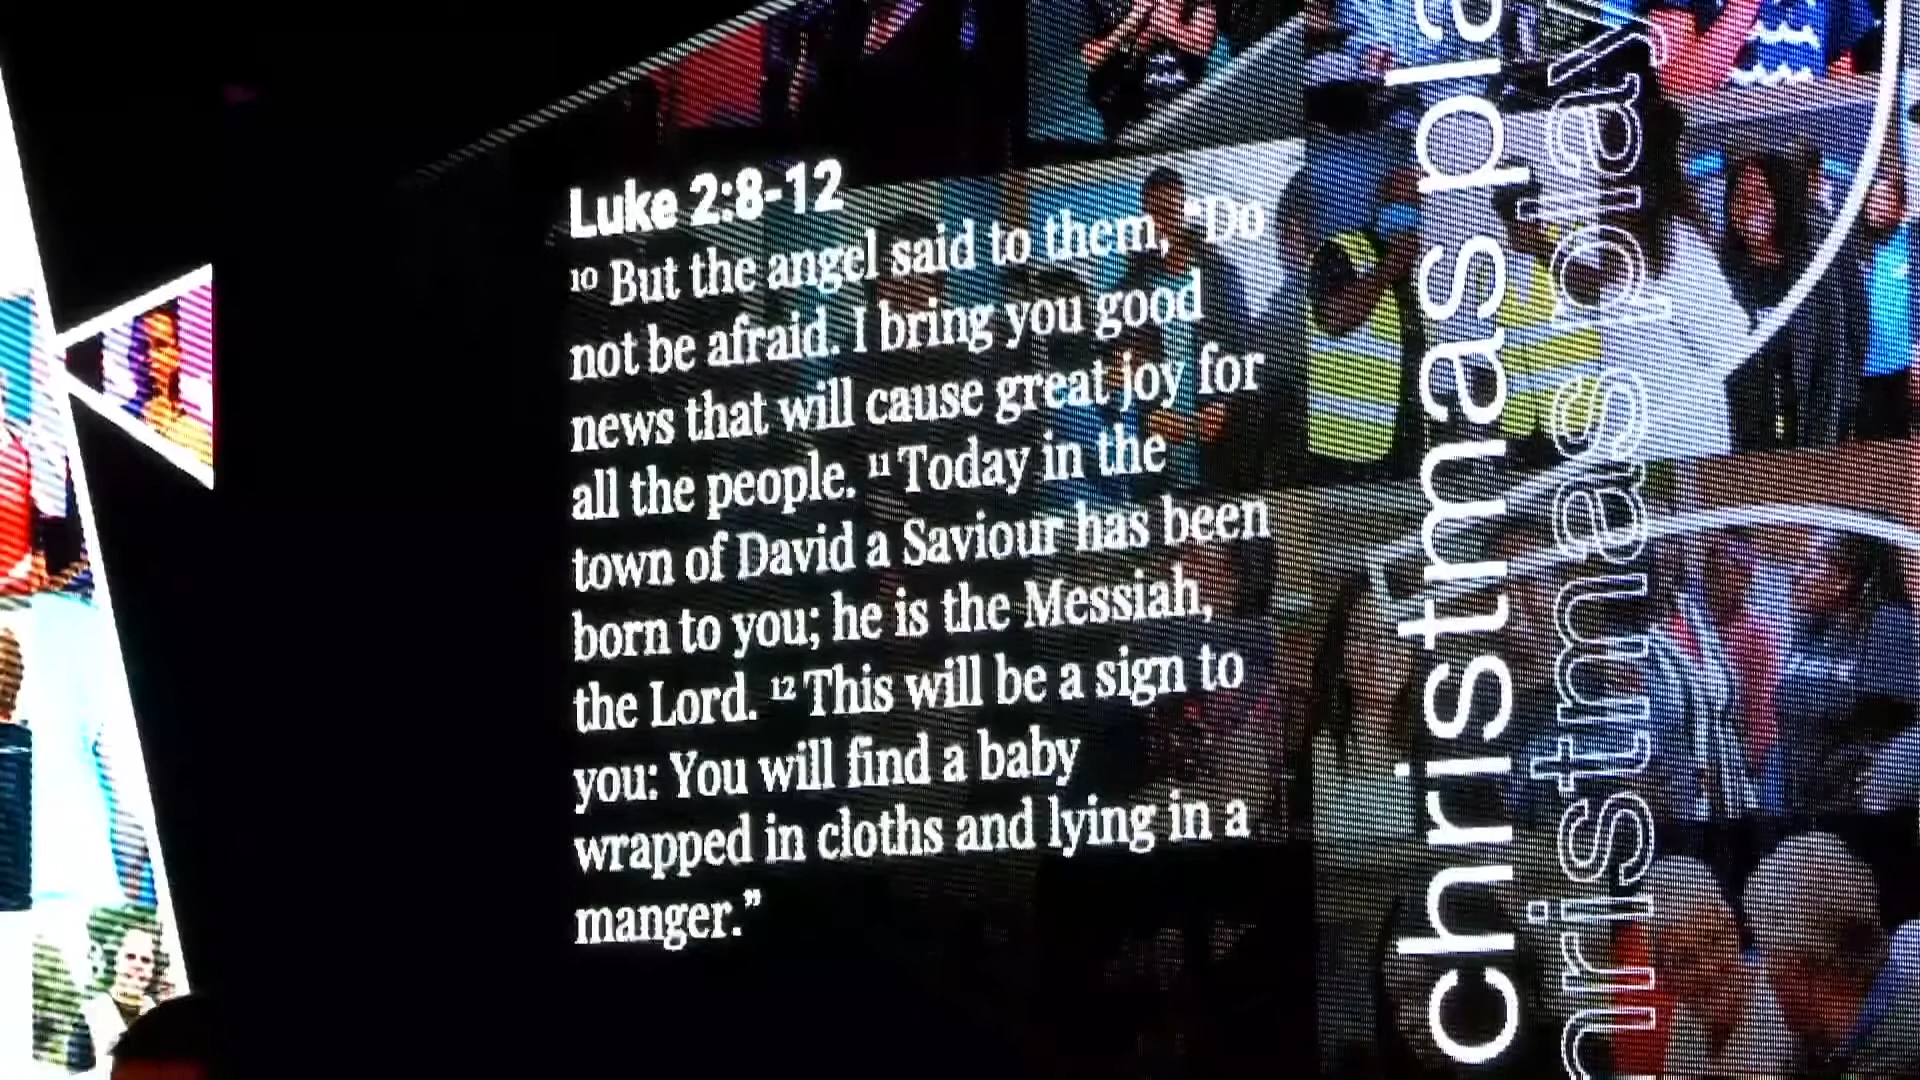 Luke 2:8-12
10 But the angel said to them, “Do
not be afraid. I bring you good
news that will cause great joy for
all the people. 11 Today in the
town of David a Saviour has been
born to you; he is the Messiah,
the Lord. 12 This will be a sign to
you: You will find a baby
wrapped in cloths and lying in a
manger.”
christmas pla
hristmas play